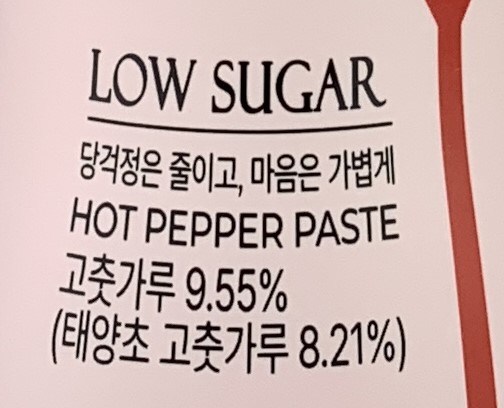 LOW SUGAR
당걱정은 줄이고, 마음은 가볍게
HOT PEPPER PASTE
고춧가루 9.55%
(태양초 고춧가루 8.21%)